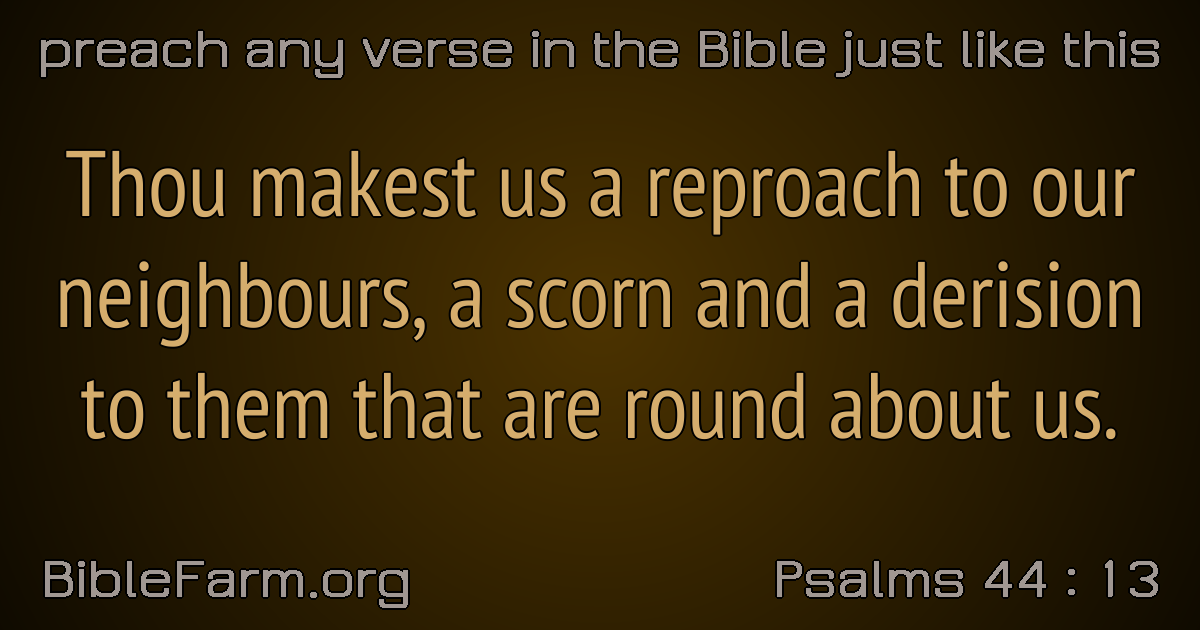 preach any verse in the Bible just like this
Thou makest us a reproach to our
neighbours, a scorn and a derision
to them that are round about us.
BibleFarm.org
Psalms 44 : 13